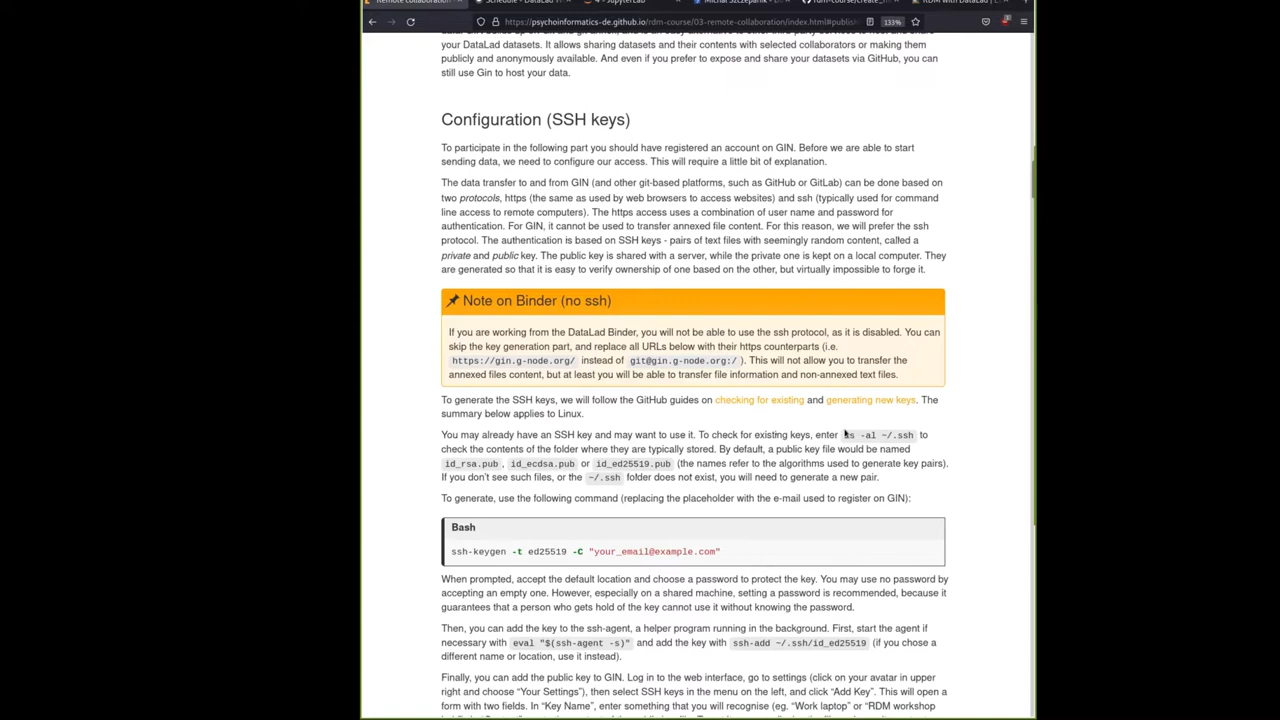 Remote collaboration
Schedule - DataLad
JupyterLab
RDM with DataLad |
https://psychoinformatics-de.github.io/rdm-course/03-remote-collaboration/index.html#publish
133%
your DataLad datasets. It allows sharing datasets and their contents with selected collaborators or making them
publicly and anonymously available. And even if you prefer to expose and share your datasets via GitHub, you can
still use Gin to host your data.
Configuration (SSH keys)
To participate in the following part you should have registered an account on GIN. Before we are able to start
sending data, we need to configure our access. This will require a little bit of explanation.
The data transfer to and from GIN (and other git-based platforms, such as GitHub or GitLab) can be done based on
two protocols, https (the same as used by web browsers to access websites) and ssh (typically used for command
line access to remote computers). The https access uses a combination of user name and password for
authentication. For GIN, it cannot be used to transfer annexed file content. For this reason, we will prefer the ssh
protocol. The authentication is based on SSH keys - pairs of text files with seemingly random content, called a
private and public key. The public key is shared with a server, while the private one is kept on a local computer. They
are generated so that it is easy to verify ownership of one based on the other, but virtually impossible to forge it.
Note on Binder (no ssh)
If you are working from the DataLad Binder, you will not be able to use the ssh protocol, as it is disabled. You can
skip the key generation part, and replace all URLs below with their https counterparts (i.e.
https://gin.g-node.org/ instead of git@gin.g-node.org:/ ). This will not allow you to transfer the
annexed files content, but at least you will be able to transfer file information and non-annexed text files.
To generate the SSH keys, we will follow the GitHub guides on checking for existing and generating new keys. The
summary below applies to Linux.
You may already have an SSH key and may want to use it. To check for existing keys, enter ls -al ~/.ssh to
check the contents of the folder where they are typically stored. By default, a public key file would be named
id_rsa.pub , id_ecdsa.pub or id_ed25519.pub (the names refer to the algorithms used to generate key pairs).
If you don't see such files, or the ~/.ssh folder does not exist, you will need to generate a new pair.
To generate, use the following command (replacing the placeholder with the e-mail used to register on GIN):
Bash
ssh-keygen -t ed25519 -C "your_email@example.com"
When prompted, accept the default location and choose a password to protect the key. You may use no password by
accepting an empty one. However, especially on a shared machine, setting a password is recommended, because it
guarantees that a person who gets hold of the key cannot use it without knowing the password.
Then, you can add the key to the ssh-agent, a helper program running in the background. First, start the agent if
necessary with eval "$(ssh-agent -s)" and add the key with ssh-add ~/.ssh/id_ed25519 (if you chose a
different name or location, use it instead).
Finally, you can add the public key to GIN. Log in to the web interface, go to settings (click on your avatar in upper
right and choose "Your Settings"), then select SSH keys in the menu on the left, and click "Add Key". This will open a
form with two fields. In "Key Name", enter something that you will recognise (eg. "Work laptop" or "RDM workshop